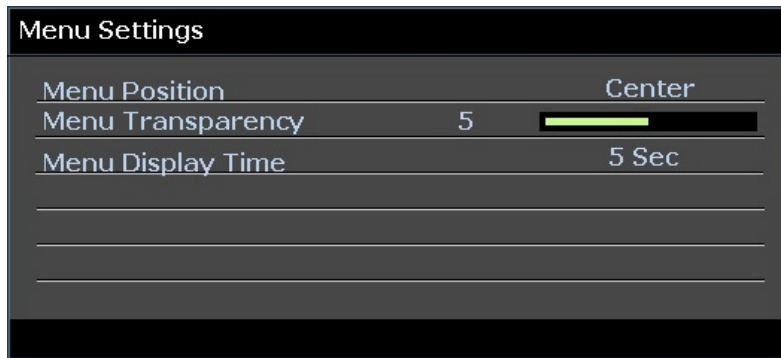 Menu Settings
Menu Position Center
Menu Transparency 5
Menu Display Time 5 Sec